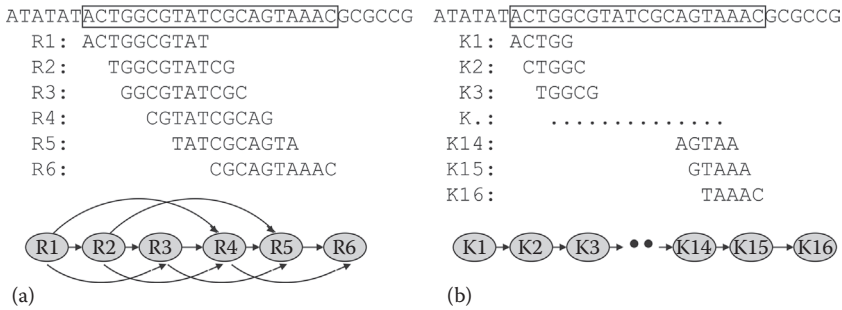 ATATATACTGGCGTATCGCAGTAAACGCGCCG
R1: ACTGGCGTAT
R2: TGGCGTATCG
R3: GGCGTATCGC
R4: CGTATCGCAG
R5: TATCGCAGTA
R6: CGCAGTAAAC
R1 R2 R3 R4 R5 R6
(a)
ATATATACTGGCGTATCGCAGTAAACGCGCCG
K1: ACTGG
K2: CTGGC
K3: TGGCG
K.: ..............
K14: AGTAA
K15: GTAAA
K16: TAAAC
K1 K2 K3 •• K14 K15 K16
(b)